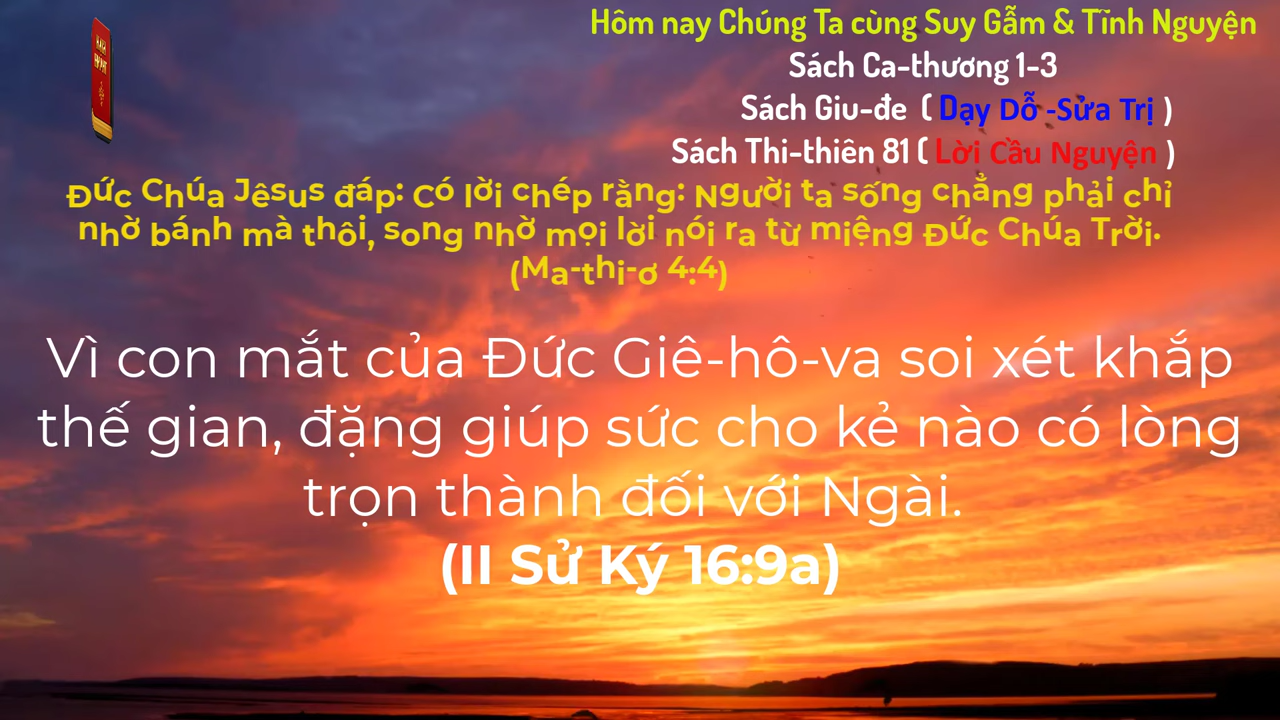 Hôm nay Chúng Ta cùng Suy Gẫm & Tĩnh Nguyện
Sách Ca-thương 1-3
Sách Giu-đe ( Dạy Dỗ -Sửa Trị )
Sách Thi-thiên 81 ( Lời Cầu Nguyện )
Đức Chúa Jêsus đáp: Có lời chép rằng: Người ta sống chẳng phải chỉ
nhờ bánh mà thôi, song nhờ mọi lời nói ra từ miệng Đức Chúa Trời.
(Ma-thi-ơ 4:4)
Vì con mắt của Đức Giê-hô-va soi xét khắp
thế gian, đặng giúp sức cho kẻ nào có lòng
trọn thành đối với Ngài.
(II Sử Ký 16:9a)